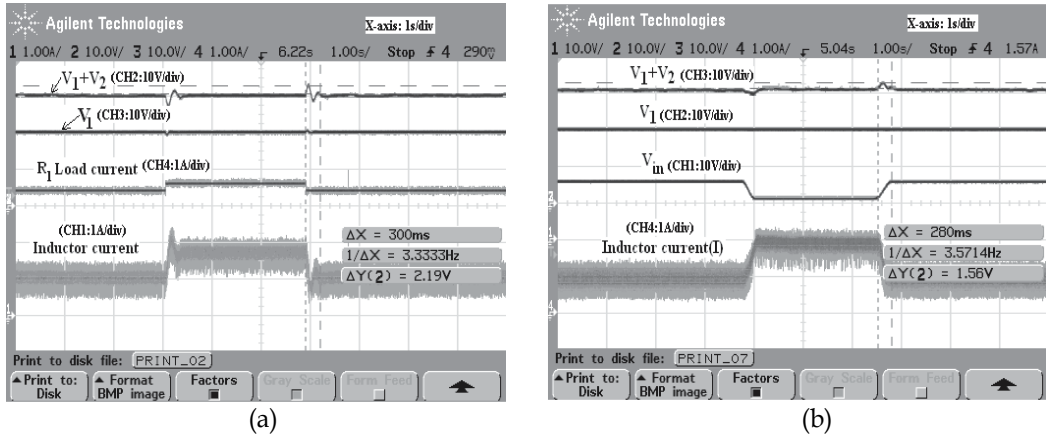 Agilent Technologies
X-axis: 1s/div
1 1.00A/ 2 10.0V/ 3 10.0V/ 4 1.00A/ 6.22s 1.00s/ Stop 4 290
V1+V2 (CH2:10V/div)
V1 (CH3:10V/div)
R1 Load current (CH4:1A/div)
(CH1:1A/div)
Inductor current
ΔX = 300ms
1/ΔX = 3.3333Hz
ΔY(2) = 2.19V
Print to disk file: PRINT_02
Print to: Disk
Format BMP image
Factors
Gray Scale
Form Feed
(a)
Agilent Technologies
X-axis: 1s/div
1 10.0V/ 2 10.0V/ 3 10.0V/ 4 1.00A/ 5.04s 1.00s/ Stop 4 1.57A
V1+V2 (CH3:10V/div)
V1 (CH2:10V/div)
Vin (CH1:10V/div)
(CH4:1A/div)
Inductor current(I)
ΔX = 280ms
1/ΔX = 3.5714Hz
ΔY(2) = 1.56V
Print to disk file: PRINT_07
Print to: Disk
Format BMP image
Factors
Gray Scale
Form Feed
(b)